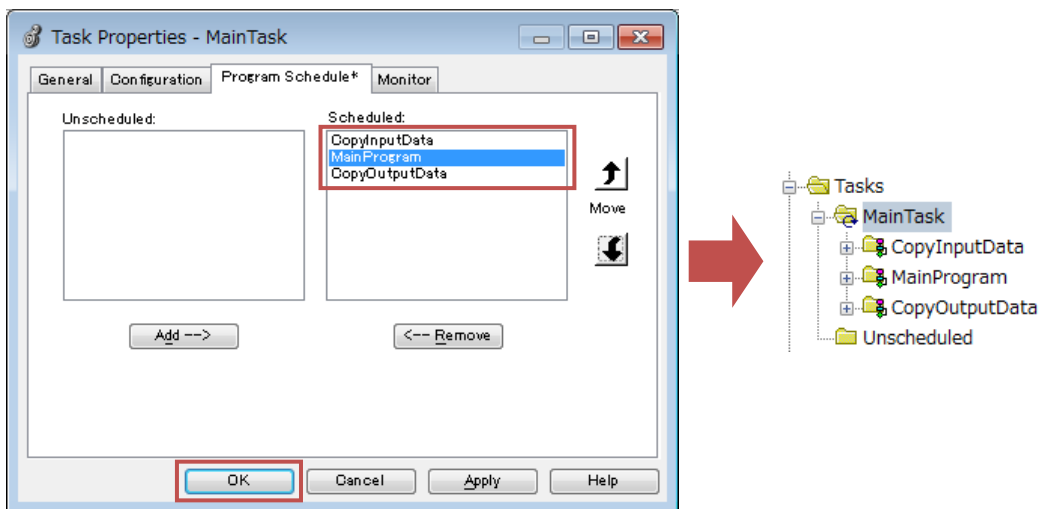 Task Properties - MainTask
General Configuration Program Schedule* Monitor
Unscheduled: Scheduled:
CopyInputData
MainProgram
CopyOutputData
Move
Add --> <-- Remove
OK Cancel Apply Help
Tasks
MainTask
CopyInputData
MainProgram
CopyOutputData
Unscheduled